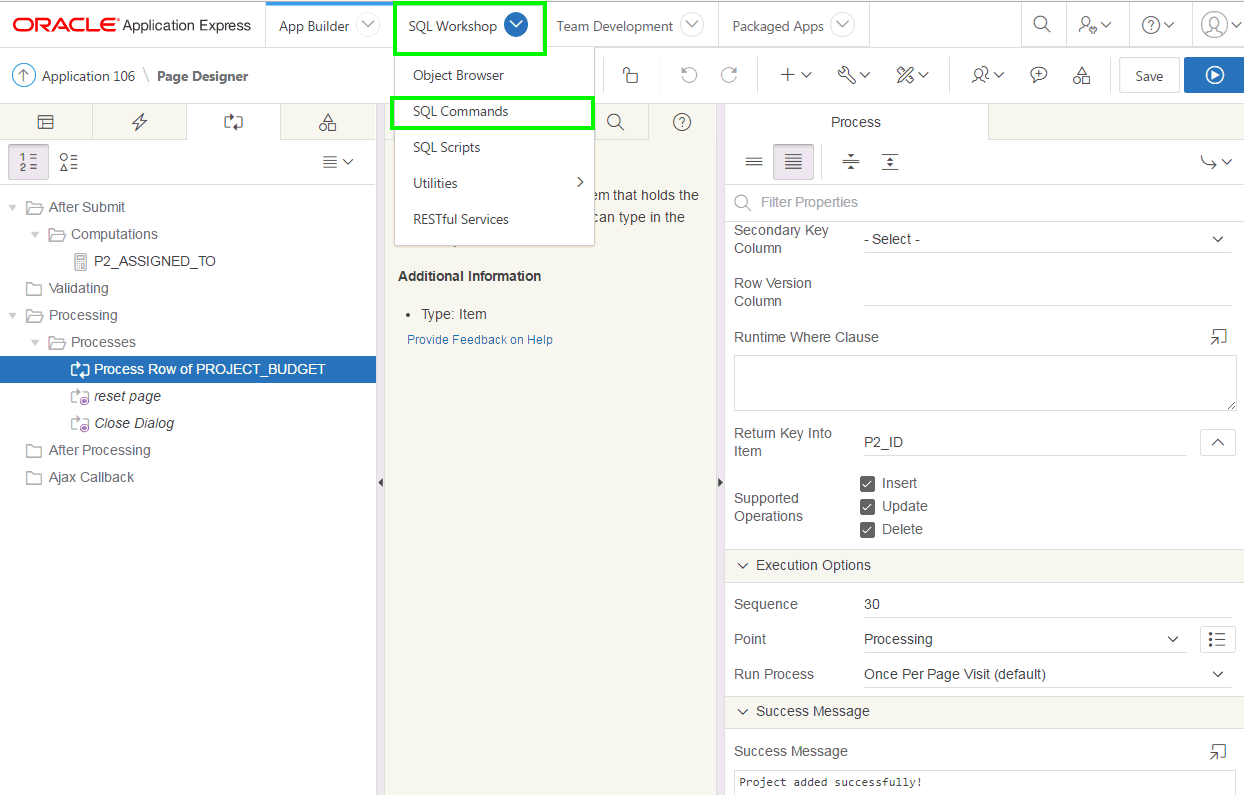 ORACLE Application Express
App Builder
SQL Workshop
Team Development
Packaged Apps
Application 106 \ Page Designer
Save
Object Browser
SQL Commands
SQL Scripts
Utilities
RESTful Services
em that holds the
can type in the
Additional Information
• Type: Item
Provide Feedback on Help
After Submit
Computations
P2_ASSIGNED_TO
Validating
Processing
Processes
Process Row of PROJECT_BUDGET
reset page
Close Dialog
After Processing
Ajax Callback
Process
Filter Properties
Secondary Key
Column
- Select -
Row Version
Column
Runtime Where Clause
Return Key Into
Item
P2_ID
Supported
Operations
Insert
Update
Delete
Execution Options
Sequence
30
Point
Processing
Run Process
Once Per Page Visit (default)
Success Message
Success Message
Project added successfully!